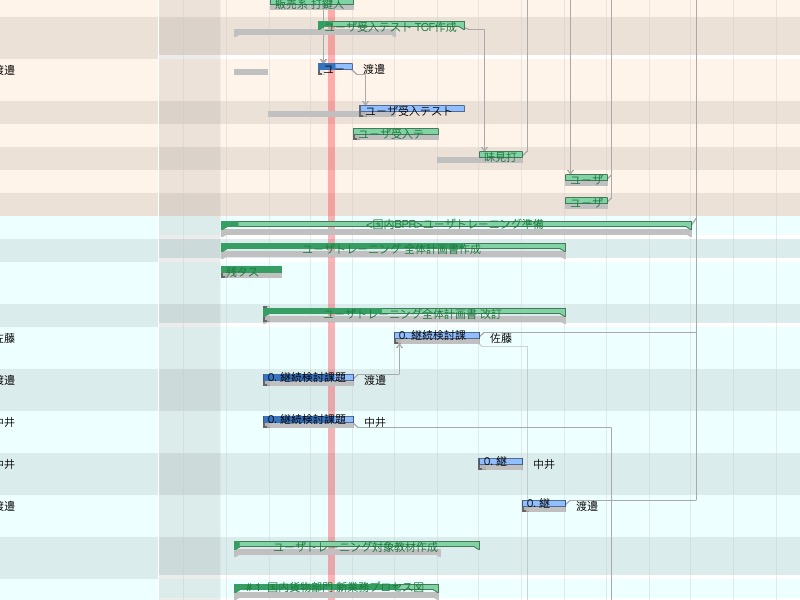 販売系 打鍵入
ユーザ受入テスト TCF作成
渡邉
ユー
渡邉
ユーザ受入テスト
ユーザ受入テ
味見打
ユーザ
ユーザ
<国内BPR>ユーザトレーニング準備
ユーザトレーニング 全体計画書作成
残タス
ユーザトレーニング全体計画書 改訂
佐藤
0. 継続検討課
佐藤
渡邉
0. 継続検討課題
渡邉
中井
0. 継続検討課題
中井
中井
0. 継
中井
渡邉
0. 継
渡邉
ユーザトレーニング対象教材作成
#1 国内貨物部門 新業務プロセス図